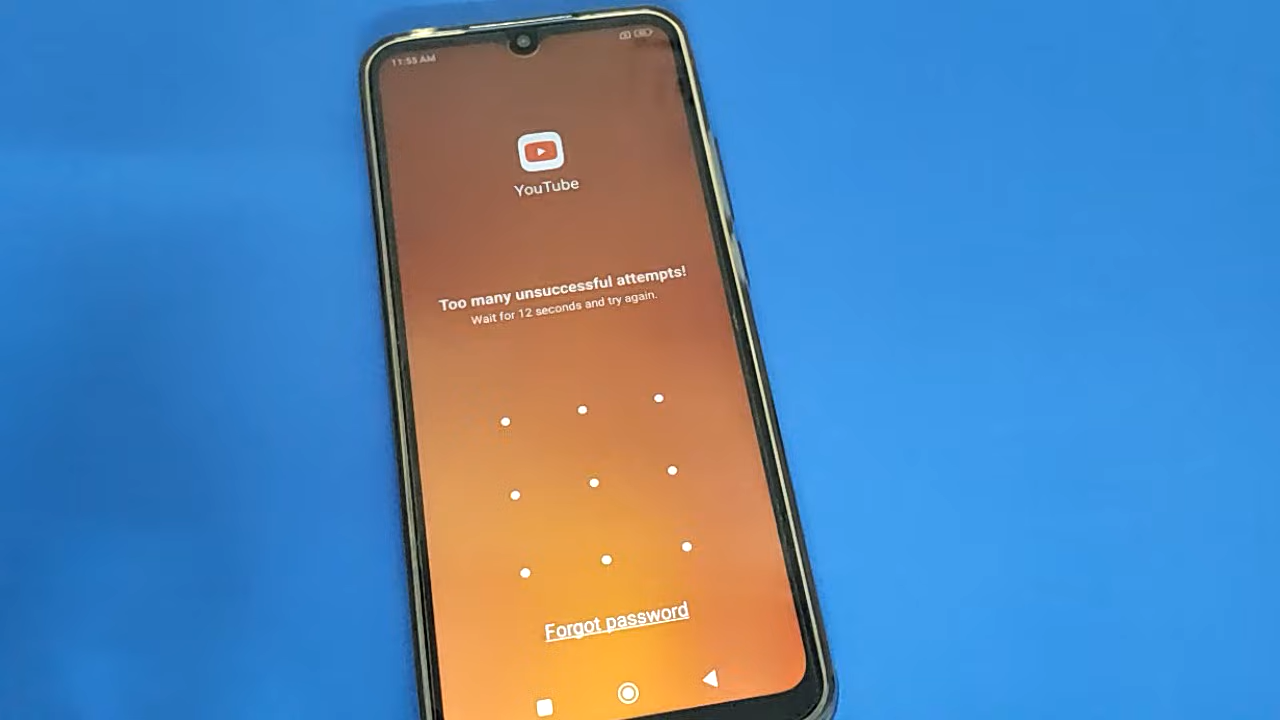 11:55 AM
YouTube
Too many unsuccessful attempts!
Wait for 12 seconds and try again.
Forgot password